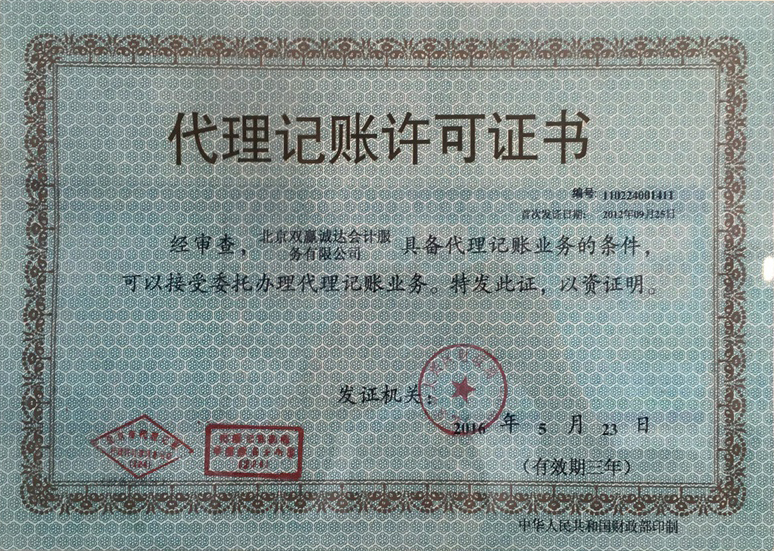 代理记账许可证书
编号 110224001411
首次发证日期： 2012年09月25日
经审查，北京双赢诚达会计服务有限公司 具备代理记账业务的条件，
可以接受委托办理代理记账业务。特发此证，以资证明。
发证机关：
2016 年 5 月 23 日
（有效期三年）
中华人民共和国财政部印制